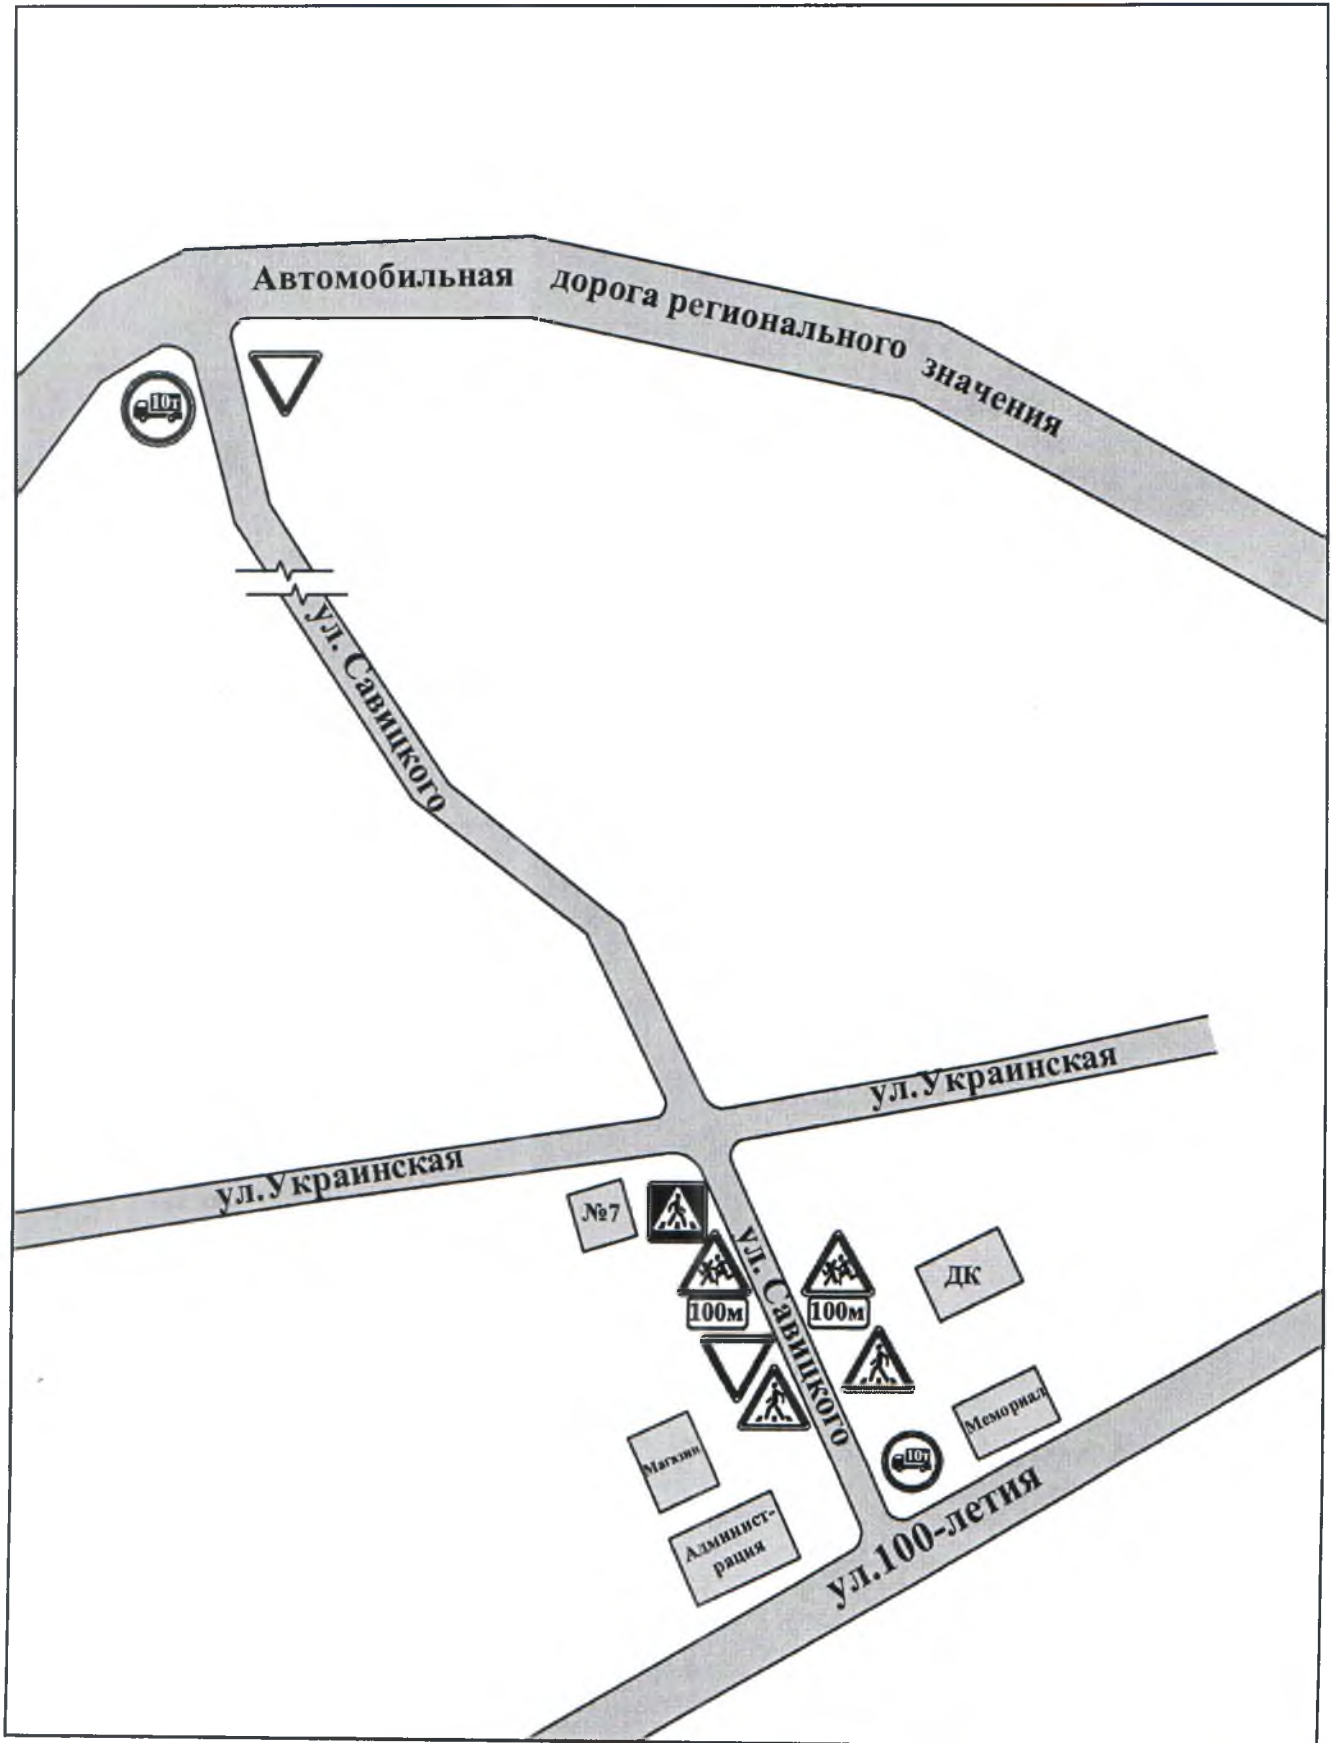 Автомобильная дорога регионального значения
10т
ул. Савицкого
ул.Украинская
ул.Украинская
№7
ул. Савицкого
100м
100м
ДК
Мемориал
Магазин
10т
Админист-
рация
ул.100-летия